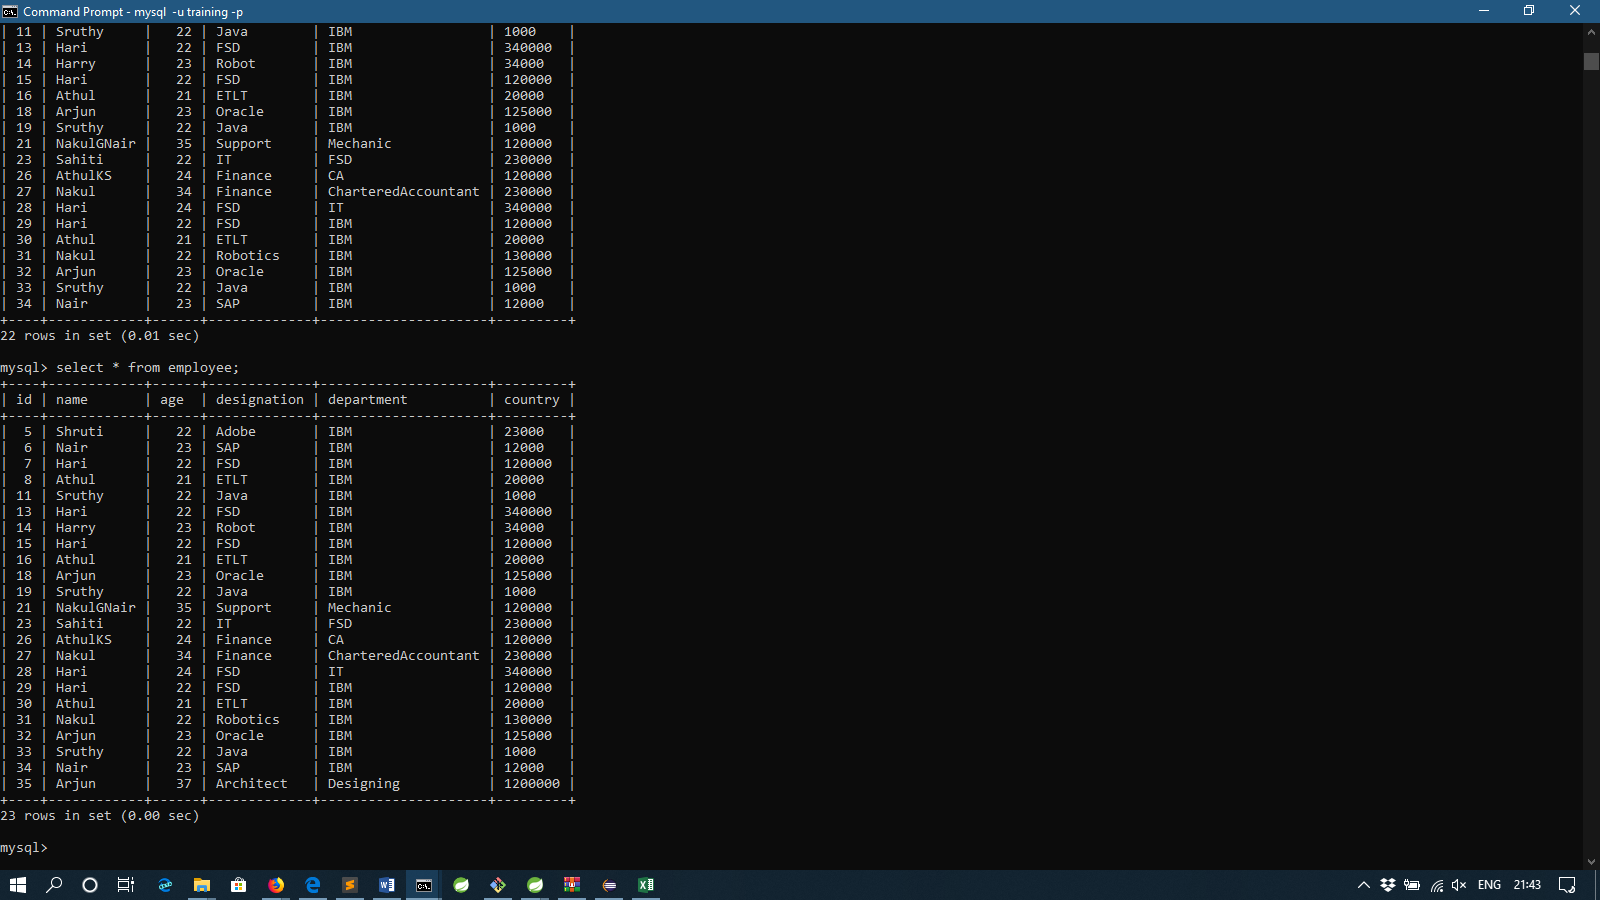 Command Prompt - mysql  -u training -p
| 11 | Sruthy     |   22 | Java        | IBM                 | 1000    |
| 13 | Hari       |   22 | FSD         | IBM                 | 340000  |
| 14 | Harry      |   23 | Robot       | IBM                 | 34000   |
| 15 | Hari       |   22 | FSD         | IBM                 | 120000  |
| 16 | Athul      |   21 | ETLT        | IBM                 | 20000   |
| 18 | Arjun      |   23 | Oracle      | IBM                 | 125000  |
| 19 | Sruthy     |   22 | Java        | IBM                 | 1000    |
| 21 | NakulGNair |   35 | Support     | Mechanic            | 120000  |
| 23 | Sahiti     |   22 | IT          | FSD                 | 230000  |
| 26 | AthulKS    |   24 | Finance     | CA                  | 120000  |
| 27 | Nakul      |   34 | Finance     | CharteredAccountant | 230000  |
| 28 | Hari       |   24 | FSD         | IT                  | 340000  |
| 29 | Hari       |   22 | FSD         | IBM                 | 120000  |
| 30 | Athul      |   21 | ETLT        | IBM                 | 20000   |
| 31 | Nakul      |   22 | Robotics    | IBM                 | 130000  |
| 32 | Arjun      |   23 | Oracle      | IBM                 | 125000  |
| 33 | Sruthy     |   22 | Java        | IBM                 | 1000    |
| 34 | Nair       |   23 | SAP         | IBM                 | 12000   |
+----+------------+------+-------------+---------------------+---------+
22 rows in set (0.01 sec)
mysql> select * from employee;
+----+------------+------+-------------+---------------------+---------+
| id | name       | age  | designation | department          | country |
+----+------------+------+-------------+---------------------+---------+
|  5 | Shruti     |   22 | Adobe       | IBM                 | 23000   |
|  6 | Nair       |   23 | SAP         | IBM                 | 12000   |
|  7 | Hari       |   22 | FSD         | IBM                 | 120000  |
|  8 | Athul      |   21 | ETLT        | IBM                 | 20000   |
| 11 | Sruthy     |   22 | Java        | IBM                 | 1000    |
| 13 | Hari       |   22 | FSD         | IBM                 | 340000  |
| 14 | Harry      |   23 | Robot       | IBM                 | 34000   |
| 15 | Hari       |   22 | FSD         | IBM                 | 120000  |
| 16 | Athul      |   21 | ETLT        | IBM                 | 20000   |
| 18 | Arjun      |   23 | Oracle      | IBM                 | 125000  |
| 19 | Sruthy     |   22 | Java        | IBM                 | 1000    |
| 21 | NakulGNair |   35 | Support     | Mechanic            | 120000  |
| 23 | Sahiti     |   22 | IT          | FSD                 | 230000  |
| 26 | AthulKS    |   24 | Finance     | CA                  | 120000  |
| 27 | Nakul      |   34 | Finance     | CharteredAccountant | 230000  |
| 28 | Hari       |   24 | FSD         | IT                  | 340000  |
| 29 | Hari       |   22 | FSD         | IBM                 | 120000  |
| 30 | Athul      |   21 | ETLT        | IBM                 | 20000   |
| 31 | Nakul      |   22 | Robotics    | IBM                 | 130000  |
| 32 | Arjun      |   23 | Oracle      | IBM                 | 125000  |
| 33 | Sruthy     |   22 | Java        | IBM                 | 1000    |
| 34 | Nair       |   23 | SAP         | IBM                 | 12000   |
| 35 | Arjun      |   37 | Architect   | Designing           | 1200000 |
+----+------------+------+-------------+---------------------+---------+
23 rows in set (0.00 sec)
mysql>
ENG 21:43